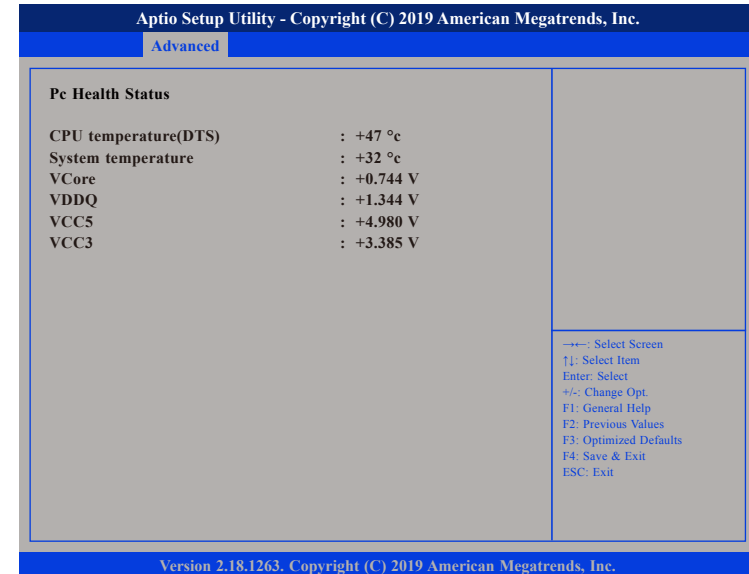 Aptio Setup Utility - Copyright (C) 2019 American Megatrends, Inc.
Advanced
Pc Health Status
CPU temperature(DTS) : +47 °c
System temperature : +32 °c
VCore : +0.744 V
VDDQ : +1.344 V
VCC5 : +4.980 V
VCC3 : +3.385 V
→←: Select Screen
↑↓: Select Item
Enter: Select
+/-: Change Opt.
F1: General Help
F2: Previous Values
F3: Optimized Defaults
F4: Save & Exit
ESC: Exit
Version 2.18.1263. Copyright (C) 2019 American Megatrends, Inc.